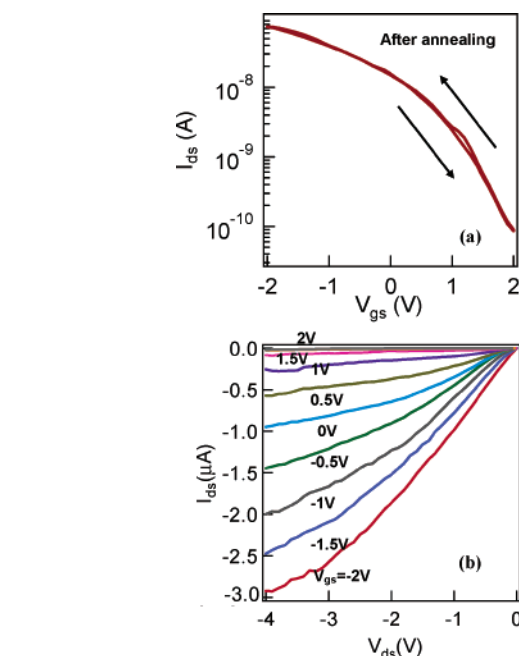 After annealing
10⁻⁸
10⁻⁹
10⁻¹⁰
I_ds (A)
(a)
-2 -1 0 1 2
V_gs (V)
0.0
-0.5
-1.0
-1.5
-2.0
-2.5
-3.0
I_ds(μA)
2V
1.5V
1V
0.5V
0V
-0.5V
-1V
-1.5V
V_gs=-2V
(b)
-4 -3 -2 -1 0
V_ds(V)